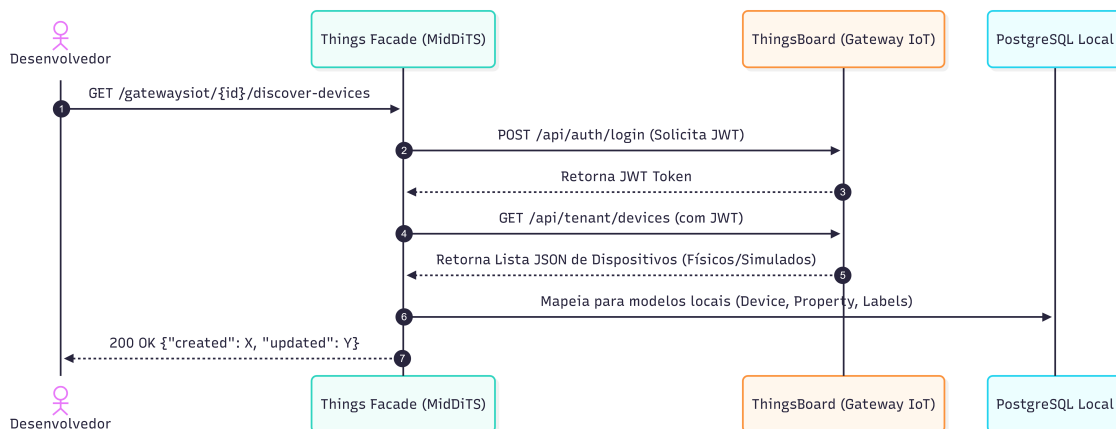 Things Facade (MidDiTS)
ThingsBoard (Gateway IoT)
PostgreSQL Local
Desenvolvedor
GET /gatewaysiot/{id}/discover-devices
1
POST /api/auth/login (Solicita JWT)
2
Retorna JWT Token
3
GET /api/tenant/devices (com JWT)
4
Retorna Lista JSON de Dispositivos (Físicos/Simulados)
5
Mapeia para modelos locais (Device, Property, Labels)
6
200 OK {"created": X, "updated": Y}
7
Things Facade (MidDiTS)
ThingsBoard (Gateway IoT)
PostgreSQL Local
Desenvolvedor